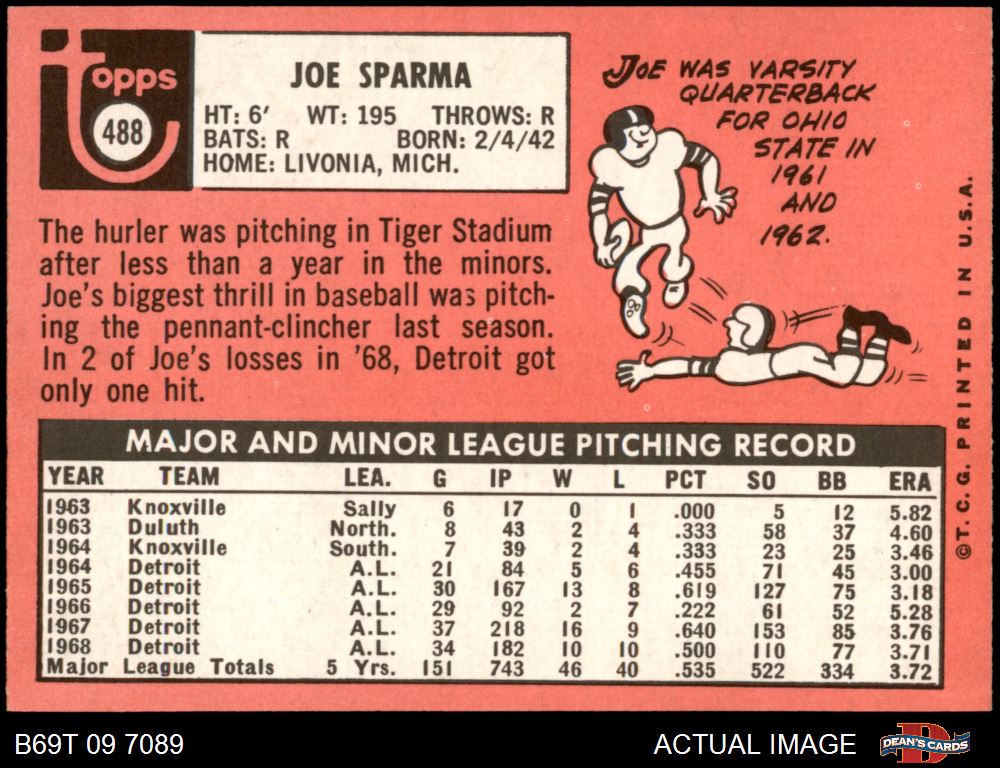 topps
488
JOE SPARMA
HT: 6' WT: 195 THROWS: R
BATS: R BORN: 2/4/42
HOME: LIVONIA, MICH.
JOE WAS VARSITY
QUARTERBACK
FOR OHIO
STATE IN
1961
AND
1962.
The hurler was pitching in Tiger Stadium
after less than a year in the minors.
Joe's biggest thrill in baseball was pitch-
ing the pennant-clincher last season.
In 2 of Joe's losses in '68, Detroit got
only one hit.
MAJOR AND MINOR LEAGUE PITCHING RECORD
YEAR TEAM LEA. G IP W L PCT SO BB ERA
1963 Knoxville Sally 6 17 0 1 .000 5 12 5.82
1963 Duluth North. 8 43 2 4 .333 58 37 4.60
1964 Knoxville South. 7 39 2 4 .333 23 25 3.46
1964 Detroit A.L. 21 84 5 6 .455 71 45 3.00
1965 Detroit A.L. 30 167 13 8 .619 127 75 3.18
1966 Detroit A.L. 29 92 2 7 .222 61 52 5.28
1967 Detroit A.L. 37 218 16 9 .640 153 85 3.76
1968 Detroit A.L. 34 182 10 10 .500 110 77 3.71
Major League Totals 5 Yrs. 151 743 46 40 .535 522 334 3.72
©T.C.G. PRINTED IN U.S.A.
B69T 09 7089
ACTUAL IMAGE
DEAN'S CARDS